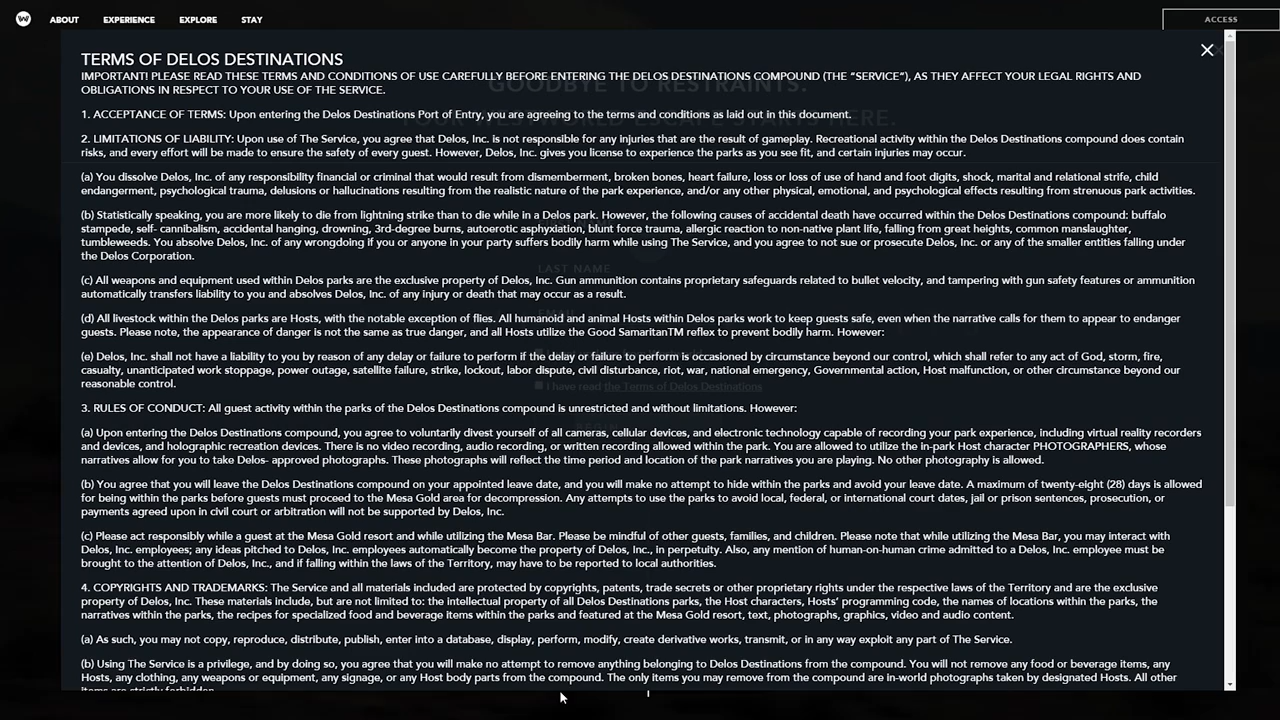 ABOUT EXPERIENCE EXPLORE STAY ACCESS
TERMS OF DELOS DESTINATIONS
IMPORTANT! PLEASE READ THESE TERMS AND CONDITIONS OF USE CAREFULLY BEFORE ENTERING THE DELOS DESTINATIONS COMPOUND (THE “SERVICE”), AS THEY AFFECT YOUR LEGAL RIGHTS AND
OBLIGATIONS IN RESPECT TO YOUR USE OF THE SERVICE.
GOODBYE TO RESTRAINTS.
YOUR WESTWORLD ESCAPE STARTS HERE.
1. ACCEPTANCE OF TERMS: Upon entering the Delos Destinations Port of Entry, you are agreeing to the terms and conditions as laid out in this document.
2. LIMITATIONS OF LIABILITY: Upon use of The Service, you agree that Delos, Inc. is not responsible for any injuries that are the result of gameplay. Recreational activity within the Delos Destinations compound does contain
risks, and every effort will be made to ensure the safety of every guest. However, Delos, Inc. gives you license to experience the parks as you see fit, and certain injuries may occur.
(a) You dissolve Delos, Inc. of any responsibility financial or criminal that would result from dismemberment, broken bones, heart failure, loss or loss of use of hand and foot digits, shock, marital and relational strife, child
endangerment, psychological trauma, delusions or hallucinations resulting from the realistic nature of the park experience, and/or any other physical, emotional, and psychological effects resulting from strenuous park activities.
(b) Statistically speaking, you are more likely to die from lightning strike than to die while in a Delos park. However, the following causes of accidental death have occurred within the Delos Destinations compound: buffalo
stampede, self- cannibalism, accidental hanging, drowning, 3rd-degree burns, autoerotic asphyxiation, blunt force trauma, allergic reaction to non-native plant life, falling from great heights, common manslaughter,
tumbleweeds. You absolve Delos, Inc. of any wrongdoing if you or anyone in your party suffers bodily harm while using The Service, and you agree to not sue or prosecute Delos, Inc. or any of the smaller entities falling under
the Delos Corporation.
LAST NAME
(c) All weapons and equipment used within Delos parks are the exclusive property of Delos, Inc. Gun ammunition contains proprietary safeguards related to bullet velocity, and tampering with gun safety features or ammunition
automatically transfers liability to you and absolves Delos, Inc. of any injury or death that may occur as a result.
EMAIL
(d) All livestock within the Delos parks are Hosts, with the notable exception of flies. All humanoid and animal Hosts within Delos parks work to keep guests safe, even when the narrative calls for them to appear to endanger
guests. Please note, the appearance of danger is not the same as true danger, and all Hosts utilize the Good SamaritanTM reflex to prevent bodily harm. However:
(e) Delos, Inc. shall not have a liability to you by reason of any delay or failure to perform if the delay or failure to perform is occasioned by circumstance beyond our control, which shall refer to any act of God, storm, fire,
casualty, unanticipated work stoppage, power outage, satellite failure, strike, lockout, labor dispute, civil disturbance, riot, war, national emergency, Governmental action, Host malfunction, or other circumstance beyond our
reasonable control.
I have read the Terms of Delos Destinations
3. RULES OF CONDUCT: All guest activity within the parks of the Delos Destinations compound is unrestricted and without limitations. However:
(a) Upon entering the Delos Destinations compound, you agree to voluntarily divest yourself of all cameras, cellular devices, and electronic technology capable of recording your park experience, including virtual reality recorders
and devices, and holographic recreation devices. There is no video recording, audio recording, or written recording allowed within the park. You are allowed to utilize the in-park Host character PHOTOGRAPHERS, whose
narratives allow for you to take Delos- approved photographs. These photographs will reflect the time period and location of the park narratives you are playing. No other photography is allowed.
(b) You agree that you will leave the Delos Destinations compound on your appointed leave date, and you will make no attempt to hide within the parks and avoid your leave date. A maximum of twenty-eight (28) days is allowed
for being within the parks before guests must proceed to the Mesa Gold area for decompression. Any attempts to use the parks to avoid local, federal, or international court dates, jail or prison sentences, prosecution, or
payments agreed upon in civil court or arbitration will not be supported by Delos, Inc.
(c) Please act responsibly while a guest at the Mesa Gold resort and while utilizing the Mesa Bar. Please be mindful of other guests, families, and children. Please note that while utilizing the Mesa Bar, you may interact with
Delos, Inc. employees; any ideas pitched to Delos, Inc. employees automatically become the property of Delos, Inc., in perpetuity. Also, any mention of human-on-human crime admitted to a Delos, Inc. employee must be
brought to the attention of Delos, Inc., and if falling within the laws of the Territory, may have to be reported to local authorities.
4. COPYRIGHTS AND TRADEMARKS: The Service and all materials included are protected by copyrights, patents, trade secrets or other proprietary rights under the respective laws of the Territory and are the exclusive
property of Delos, Inc. These materials include, but are not limited to: the intellectual property of all Delos Destinations parks, the Host characters, Hosts’ programming code, the names of locations within the parks, the
narratives within the parks, the recipes for specialized food and beverage items within the parks and featured at the Mesa Gold resort, text, photographs, graphics, video and audio content.
(a) As such, you may not copy, reproduce, distribute, publish, enter into a database, display, perform, modify, create derivative works, transmit, or in any way exploit any part of The Service.
(b) Using The Service is a privilege, and by doing so, you agree that you will make no attempt to remove anything belonging to Delos Destinations from the compound. You will not remove any food or beverage items, any
Hosts, any clothing, any weapons or equipment, any signage, or any Host body parts from the compound. The only items you may remove from the compound are in-world photographs taken by designated Hosts. All other
items are strictly forbidden.